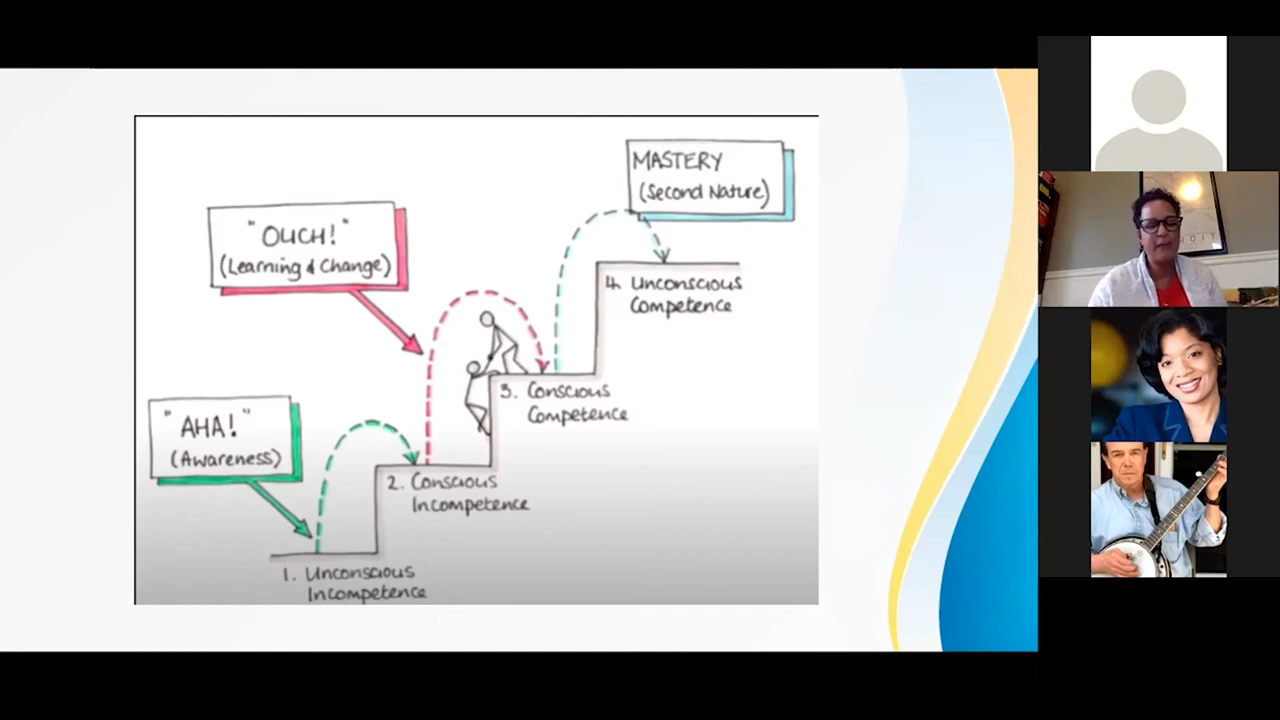 MASTERY
(Second Nature)
"OUCH!"
(Learning & Change)
4. Unconscious
Competence
3. Conscious
Competence
"AHA!"
(Awareness)
2. Conscious
Incompetence
1. Unconscious
Incompetence